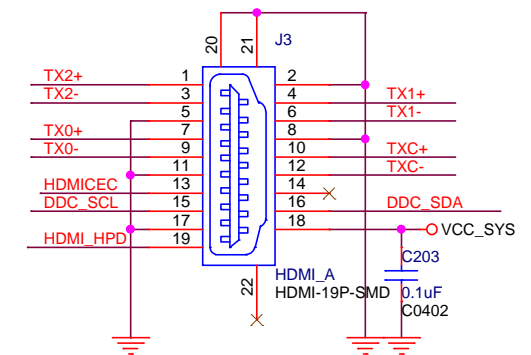 J3
20 21
TX2+ 1 2
TX2- 3 4 TX1+
5 6 TX1-
TX0+ 7 8
TX0- 9 10 TXC+
11 12 TXC-
HDMICEC 13 14
DDC_SCL 15 16 DDC_SDA
17 18 VCC_SYS
HDMI_HPD 19
C203
22 HDMI_A
HDMI-19P-SMD 0.1uF
C0402